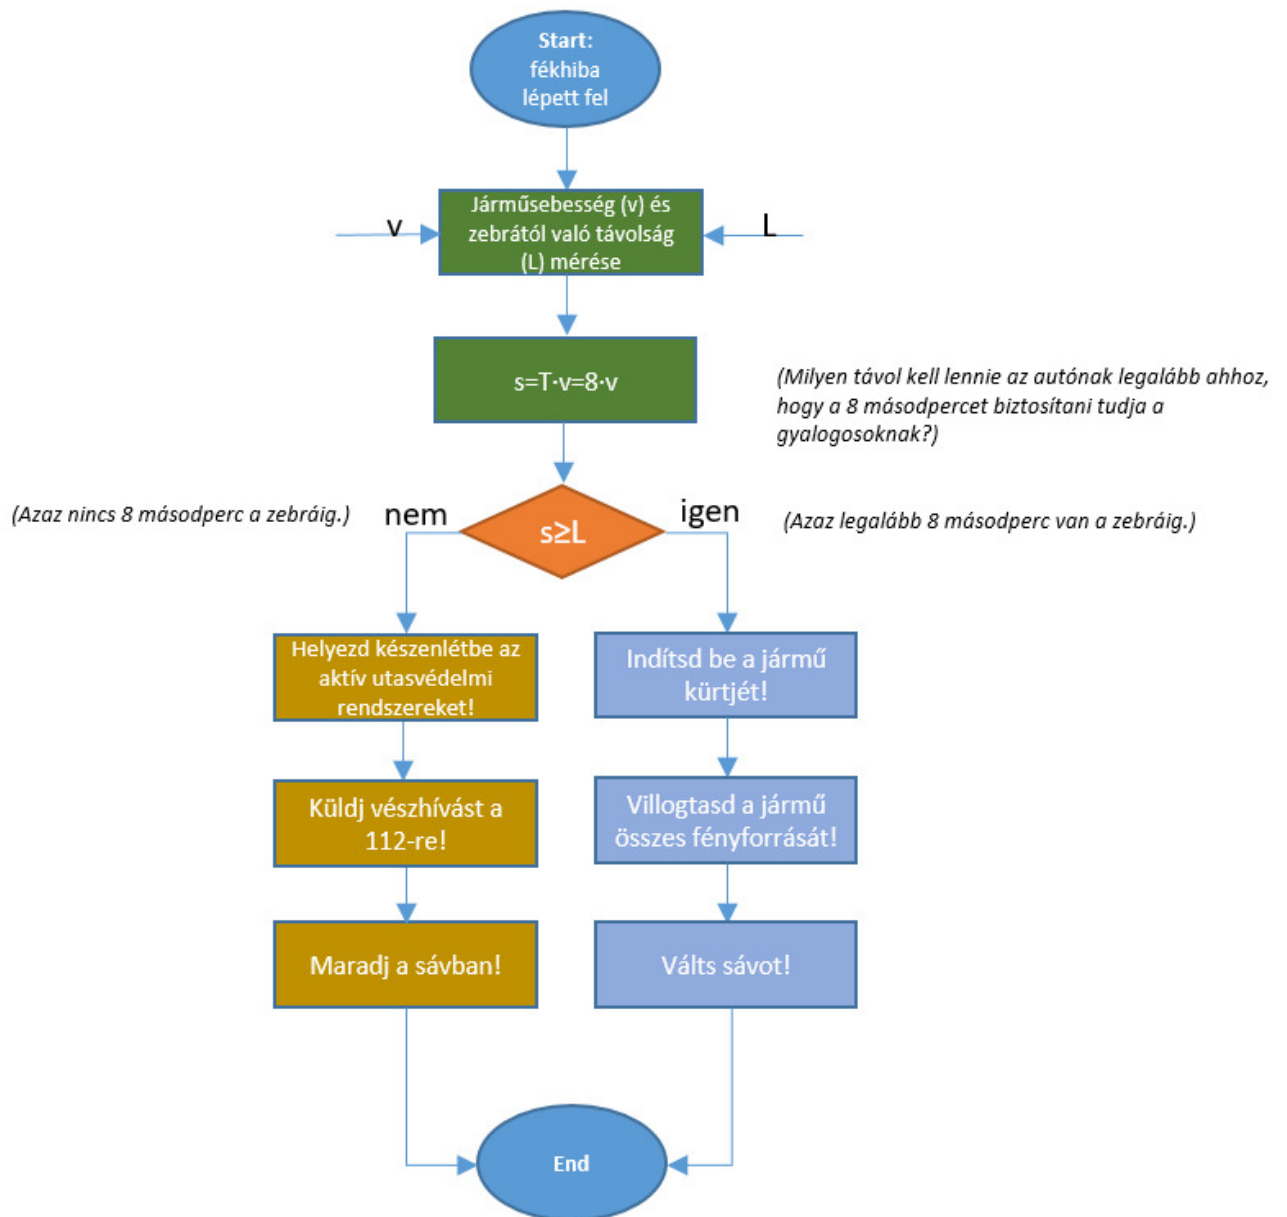 Start:
fékhiba
lépett fel
Járműsebesség (v) és
zebrától való távolság
(L) mérése
v
L
s=T·v=8·v
(Milyen távol kell lennie az autónak legalább ahhoz,
hogy a 8 másodpercet biztosítani tudja a
gyalogosoknak?)
(Azaz nincs 8 másodperc a zebráig.)
nem
s≥L
igen
(Azaz legalább 8 másodperc van a zebráig.)
Helyezd készenlétbe az
aktív utasvédelmi
rendszereket!
Küldj vészhívást a
112-re!
Maradj a sávban!
Indítsd be a jármű
kürtjét!
Villogtasd a jármű
összes fényforrását!
Válts sávot!
End